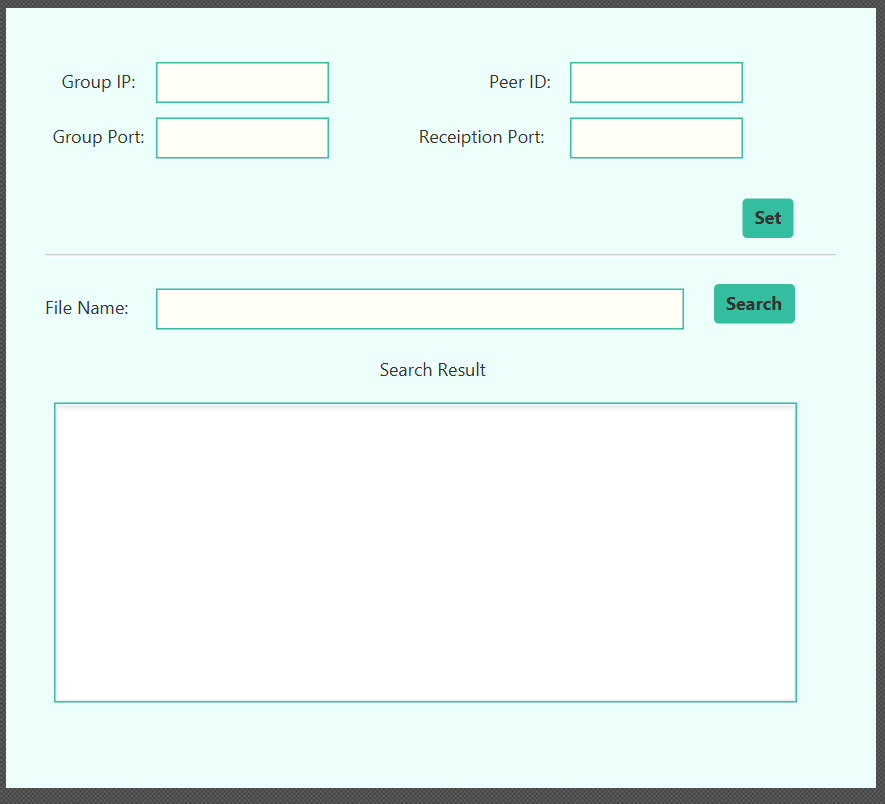 Group IP:
Peer ID:
Group Port:
Receiption Port:
Set
File Name:
Search
Search Result